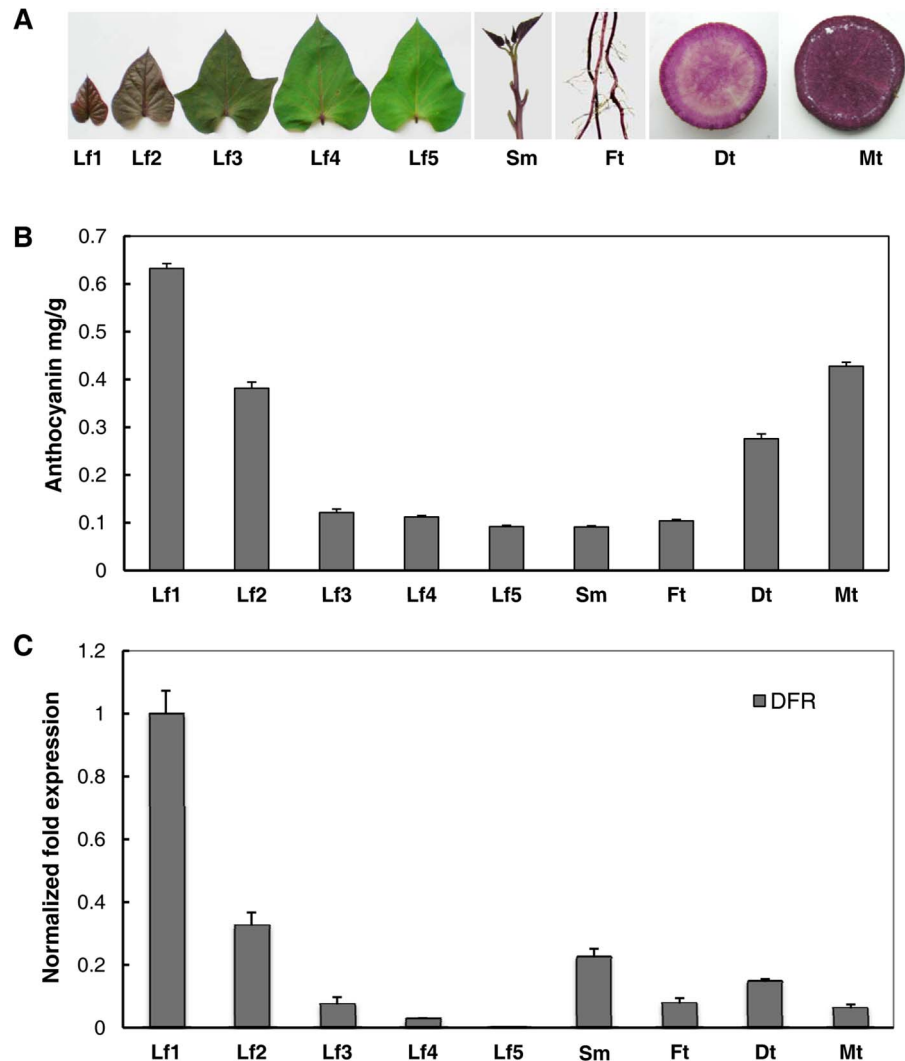 A
Lf1 Lf2 Lf3 Lf4 Lf5 Sm Ft Dt Mt
B
Anthocyanin mg/g
0.7
0.6
0.5
0.4
0.3
0.2
0.1
0
Lf1 Lf2 Lf3 Lf4 Lf5 Sm Ft Dt Mt
C
Normalized fold expression
1.2
1
0.8
0.6
0.4
0.2
0
DFR
Lf1 Lf2 Lf3 Lf4 Lf5 Sm Ft Dt Mt